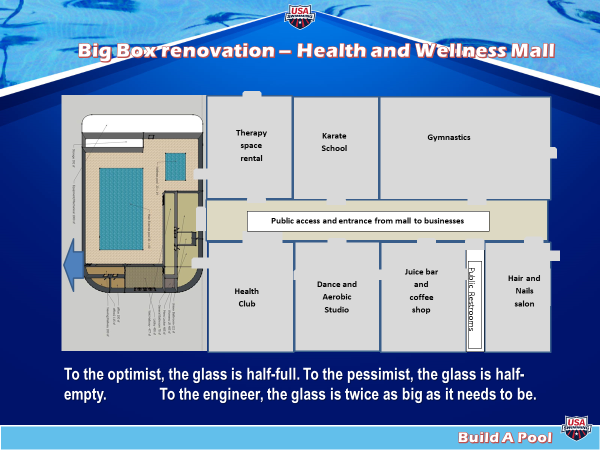 USA
SWIMMING
Big Box renovation – Health and Wellness Mall
Therapy
space
rental
Karate
School
Gymnastics
Public access and entrance from mall to businesses
Health
Club
Dance and
Aerobic
Studio
Juice bar
and
coffee
shop
Public Restrooms
Hair and
Nails
salon
To the optimist, the glass is half-full. To the pessimist, the glass is half-
empty. To the engineer, the glass is twice as big as it needs to be.
Build A Pool
USA
SWIMMING